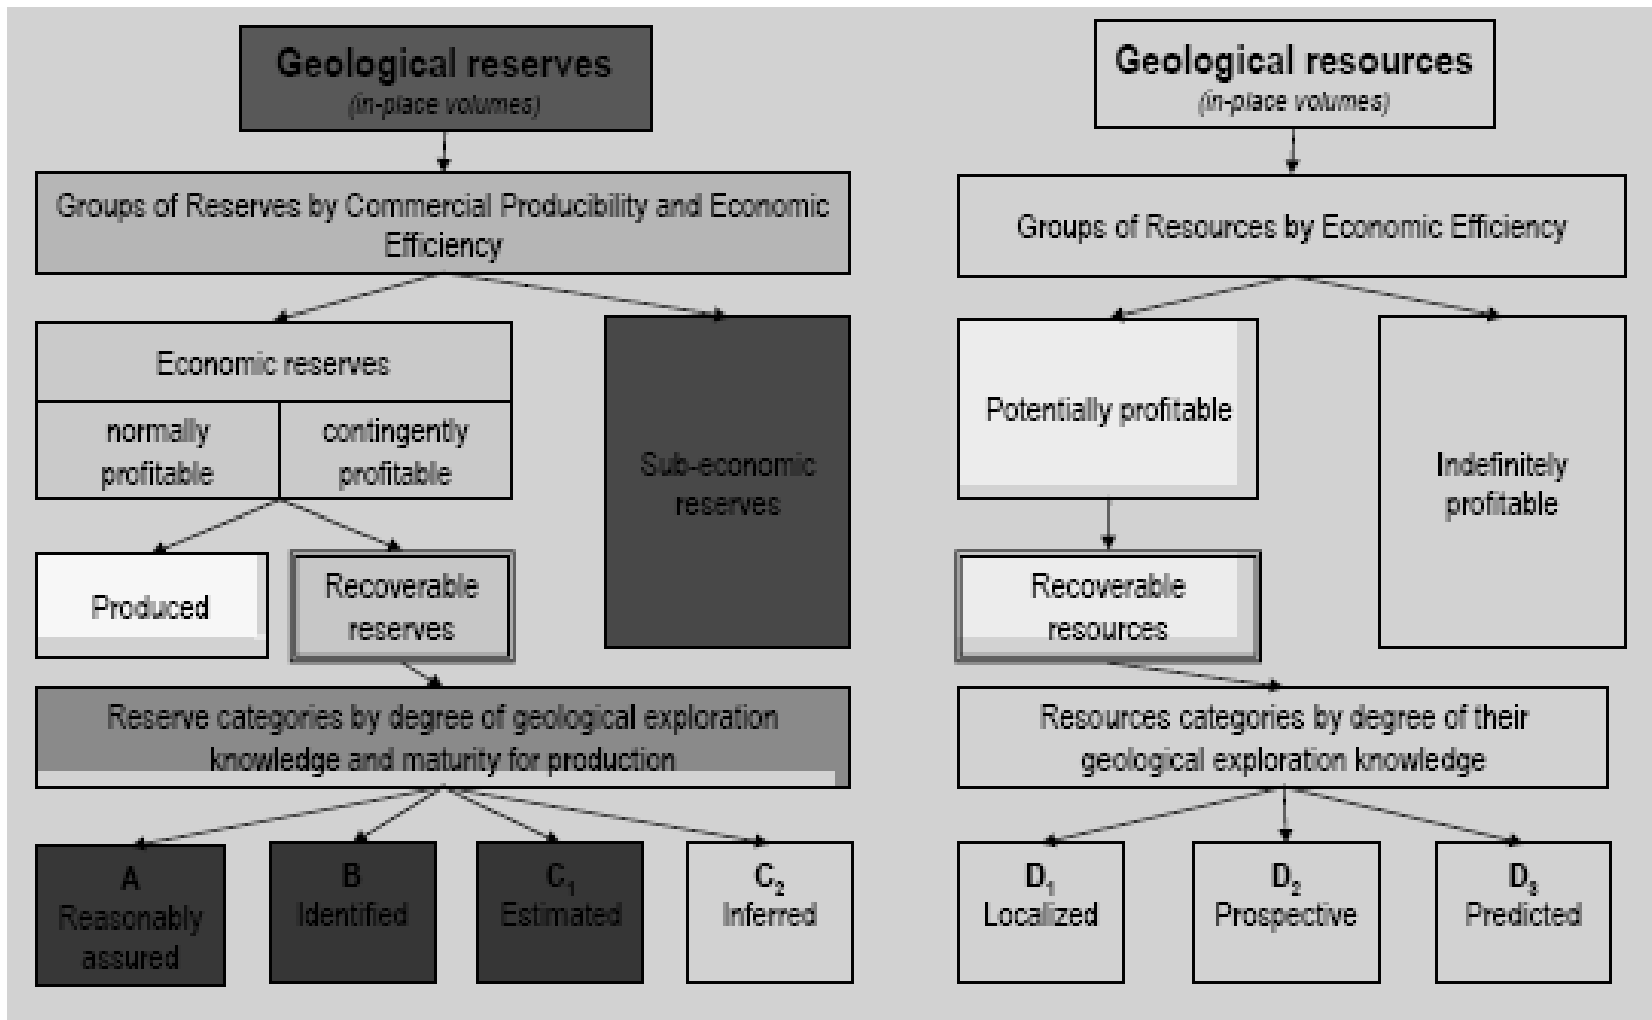 Geological reserves
(in-place volumes)
Groups of Reserves by Commercial Producibility and Economic
Efficiency
Economic reserves
normally
profitable
contingently
profitable
Sub-economic
reserves
Produced
Recoverable
reserves
Reserve categories by degree of geological exploration
knowledge and maturity for production
A
Reasonably
assured
B
Identified
C₁
Estimated
C₂
Inferred
Geological resources
(in-place volumes)
Groups of Resources by Economic Efficiency
Potentially profitable
Indefinitely
profitable
Recoverable
resources
Resources categories by degree of their
geological exploration knowledge
D₁
Localized
D₂
Prospective
D₃
Predicted